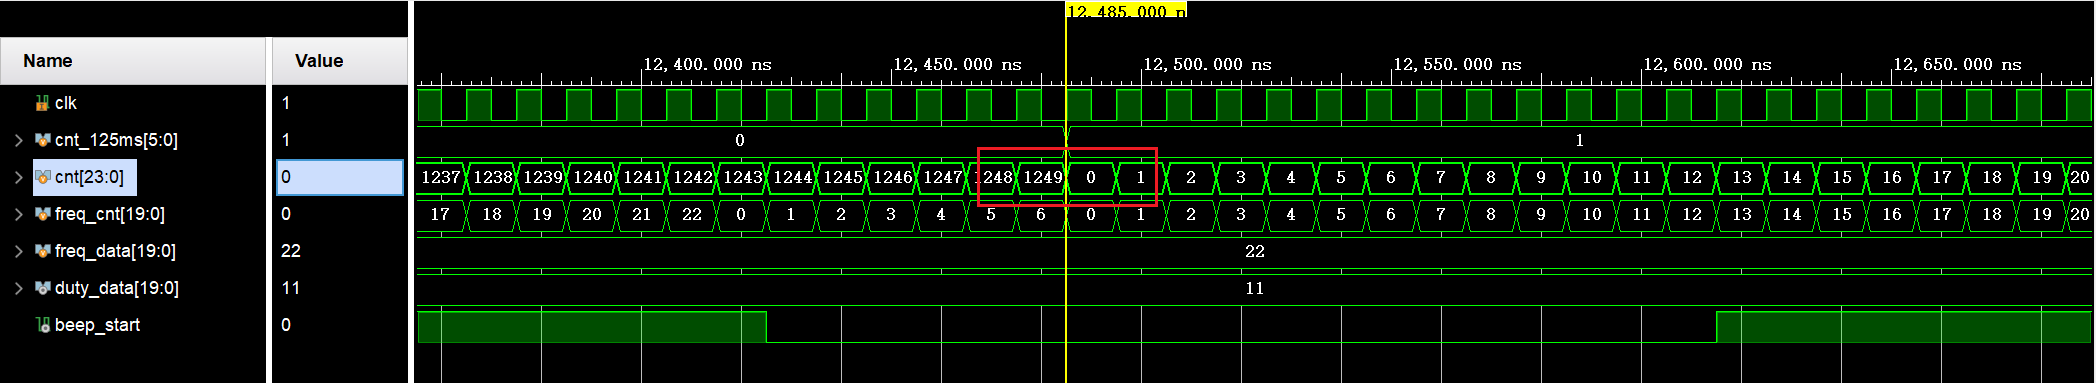 12,485.000 n
Name Value
12,400.000 ns 12,450.000 ns 12,500.000 ns 12,550.000 ns 12,600.000 ns 12,650.000 ns
clk 1
cnt_125ms[5:0] 1 0 1
cnt[23:0] 0 1237 1238 1239 1240 1241 1242 1243 1244 1245 1246 1247 1248 1249 0 1 2 3 4 5 6 7 8 9 10 11 12 13 14 15 16 17 18 19 20
freq_cnt[19:0] 0 17 18 19 20 21 22 0 1 2 3 4 5 6 0 1 2 3 4 5 6 7 8 9 10 11 12 13 14 15 16 17 18 19 20
freq_data[19:0] 22 22
duty_data[19:0] 11 11
beep_start 0